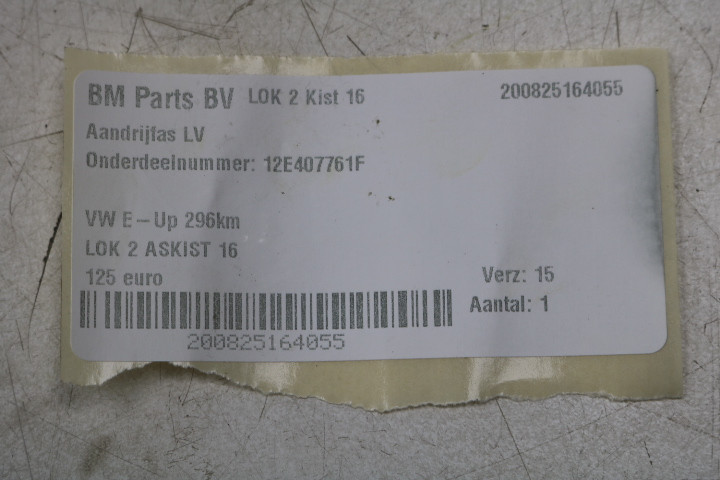 BM Parts BV LOK 2 Kist 16 200825164055
Aandrijfas LV
Onderdeelnummer: 12E407761F
VW E-Up 296km
LOK 2 ASKIST 16
125 euro Verz: 15
Aantal: 1
200825164055